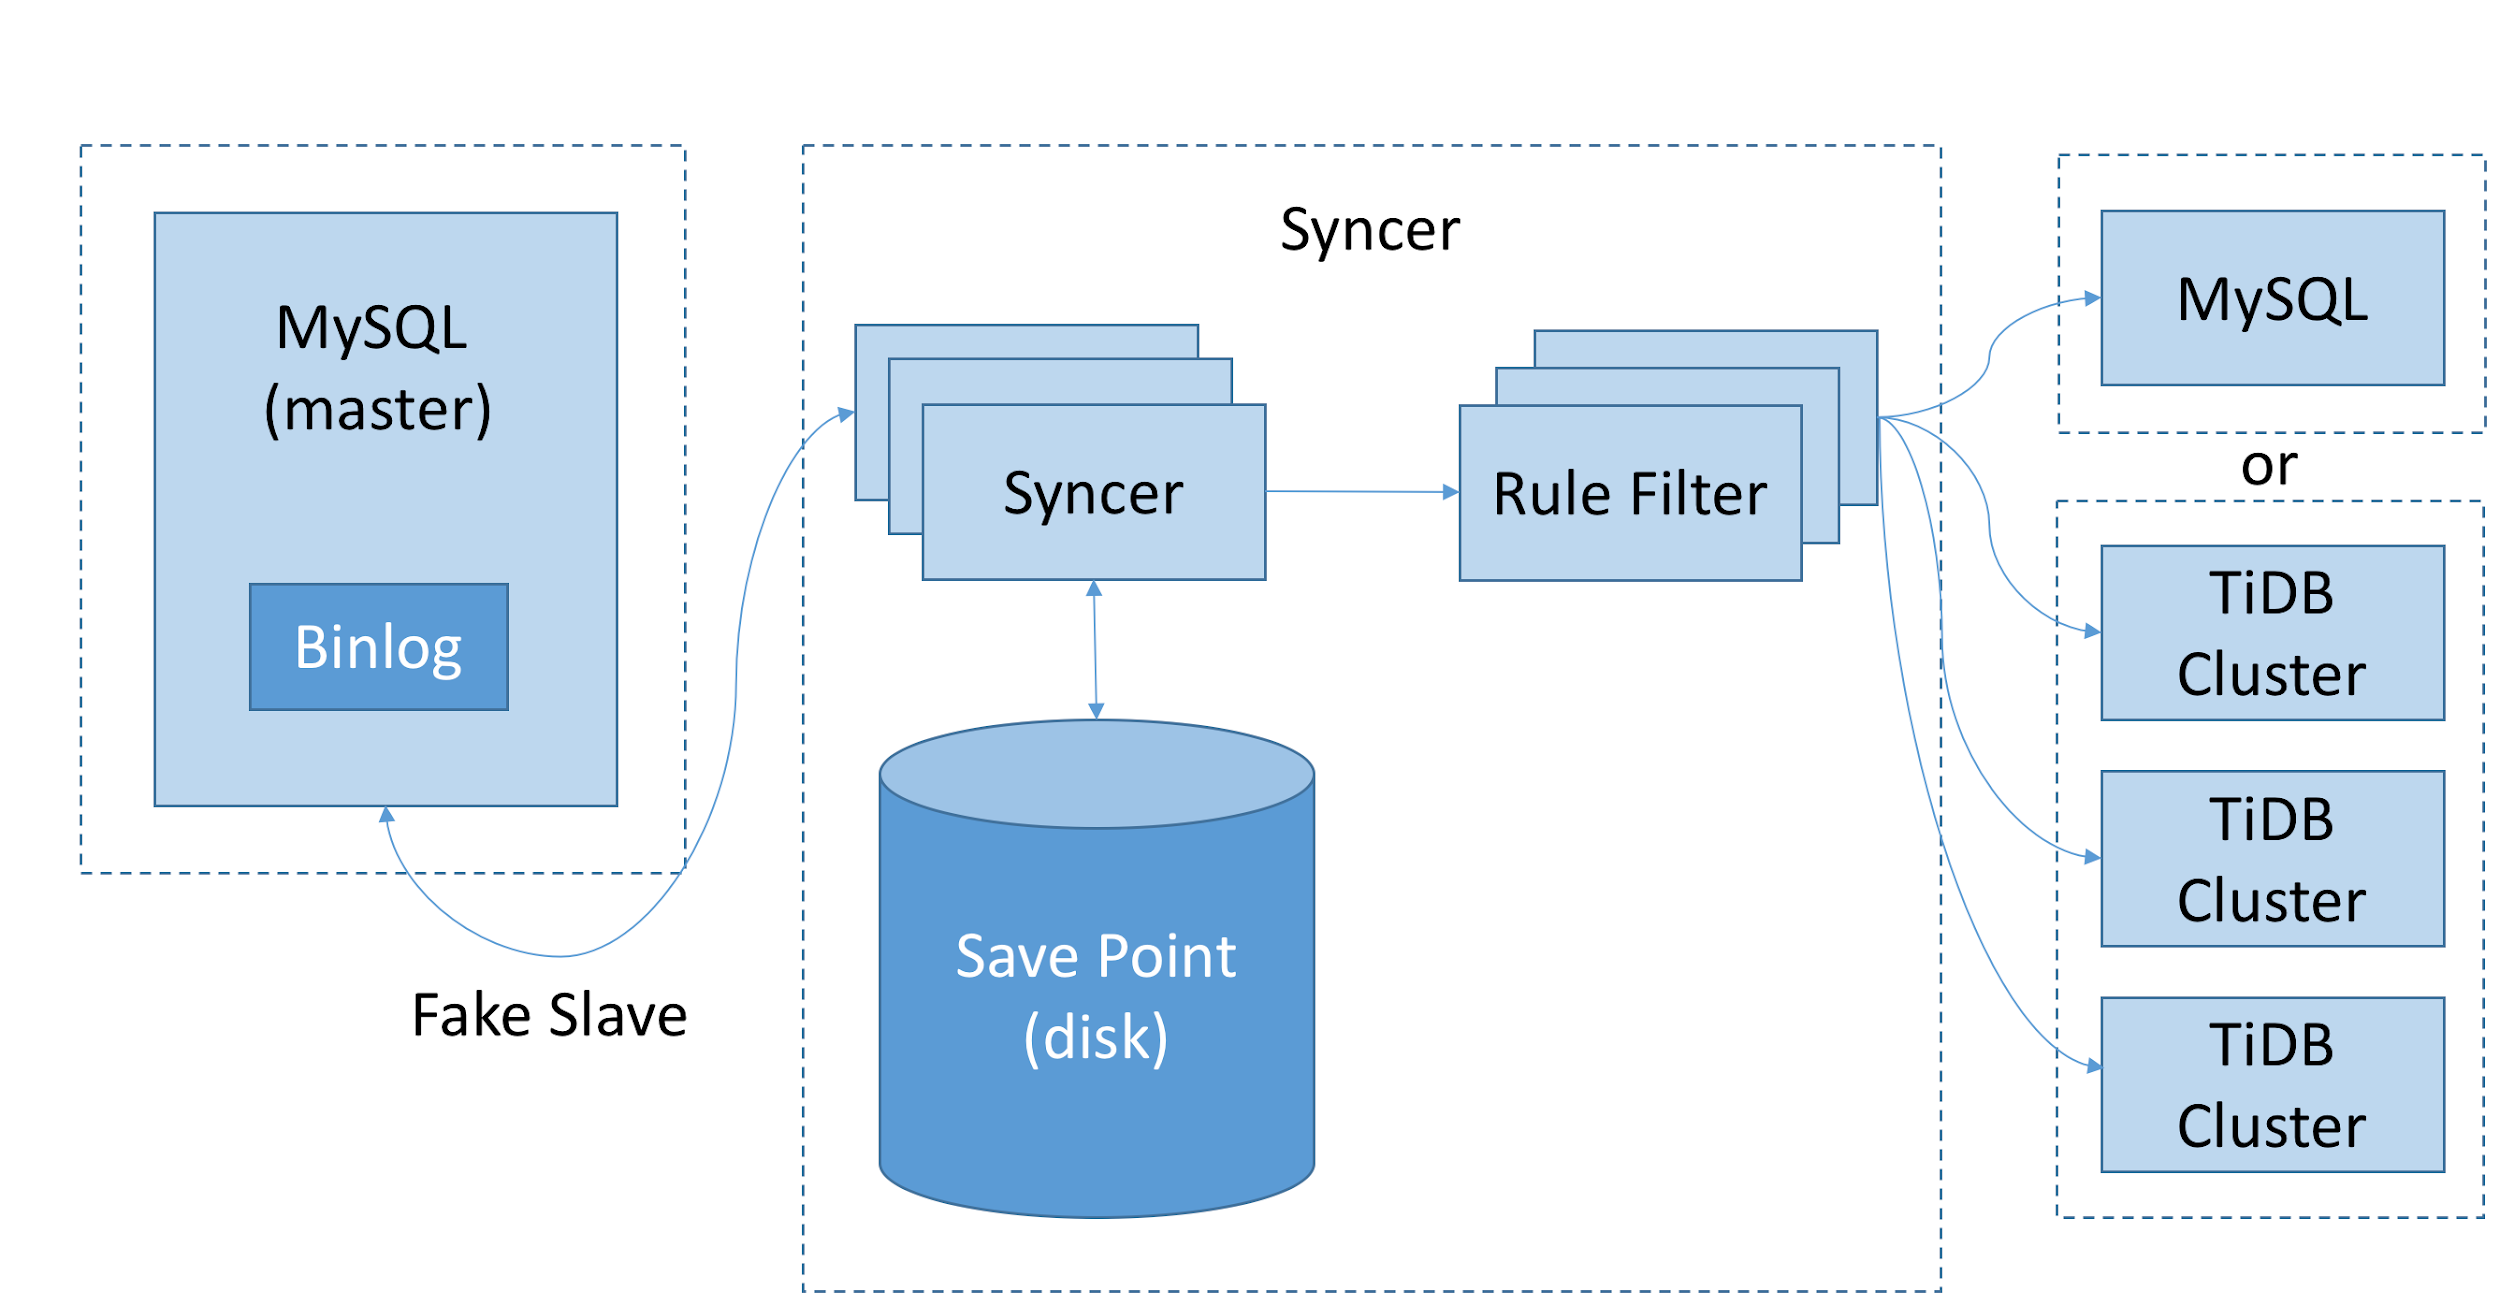 MySQL
(master)
Binlog
Fake Slave
Syncer
Syncer
Rule Filter
Save Point
(disk)
MySQL
or
TiDB
Cluster
TiDB
Cluster
TiDB
Cluster